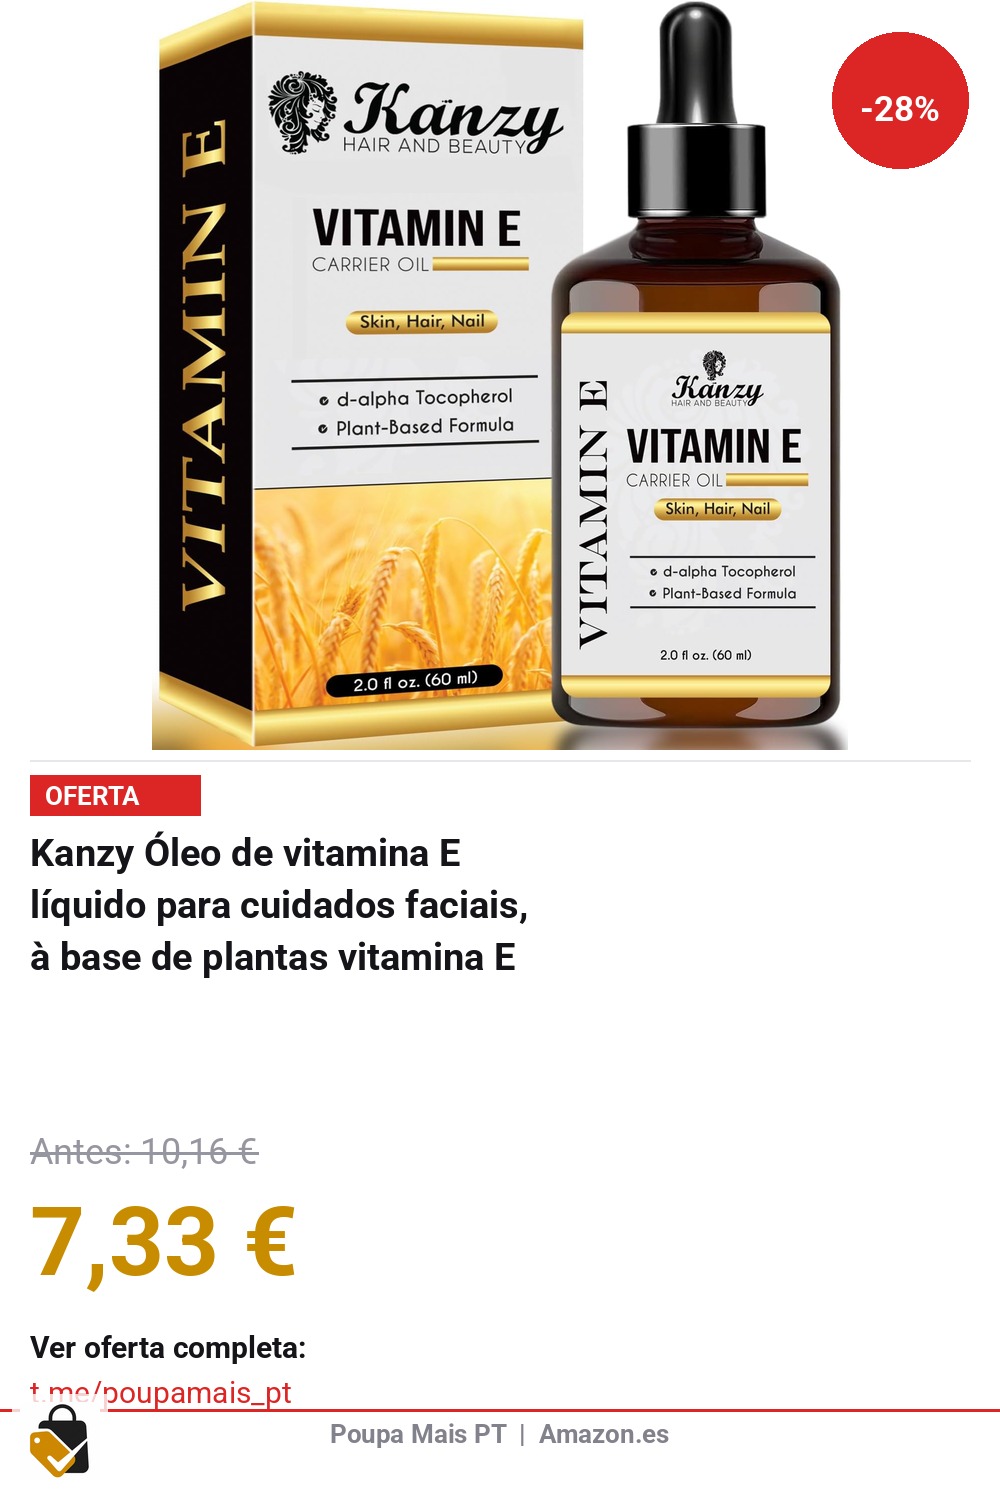 -28%
VITAMIN E
Kanzy
HAIR AND BEAUTY
VITAMIN E
CARRIER OIL
Skin, Hair, Nail
d-alpha Tocopherol
Plant-Based Formula
2.0 fl oz. (60 ml)
VITAMIN E
Kanzy
HAIR AND BEAUTY
VITAMIN E
CARRIER OIL
Skin, Hair, Nail
d-alpha Tocopherol
Plant-Based Formula
2.0 fl oz. (60 ml)
OFERTA
Kanzy Óleo de vitamina E
líquido para cuidados faciais,
à base de plantas vitamina E
Antes: 10,16 €
7,33 €
Ver oferta completa:
t.me/poupamais_pt
Poupa Mais PT | Amazon.es